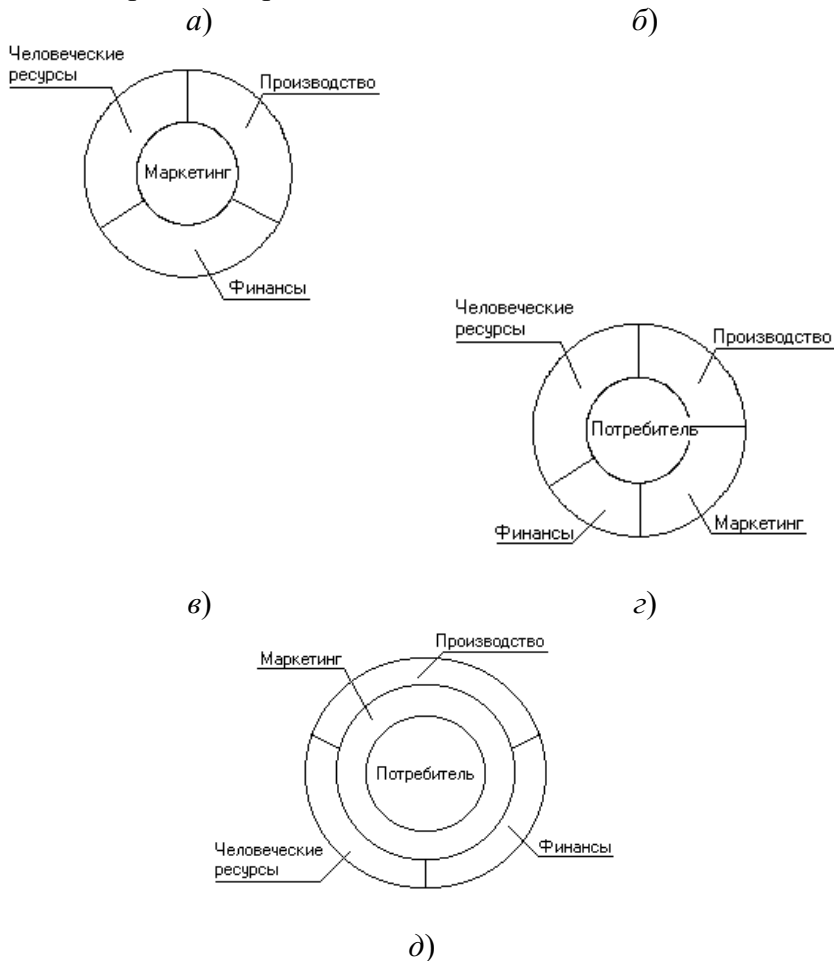 а)
б)
Человеческие
ресурсы
Производство
Маркетинг
Финансы
Человеческие
ресурсы
Производство
Потребитель
Финансы
Маркетинг
в)
г)
Производство
Маркетинг
Потребитель
Человеческие
ресурсы
Финансы
д)